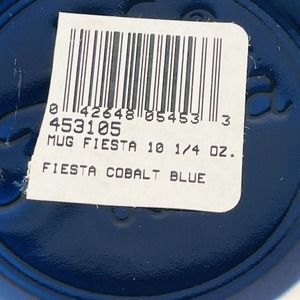 0 42648 05453 3
453105
MUG FIESTA 10 1/4 OZ.
FIESTA COBALT BLUE